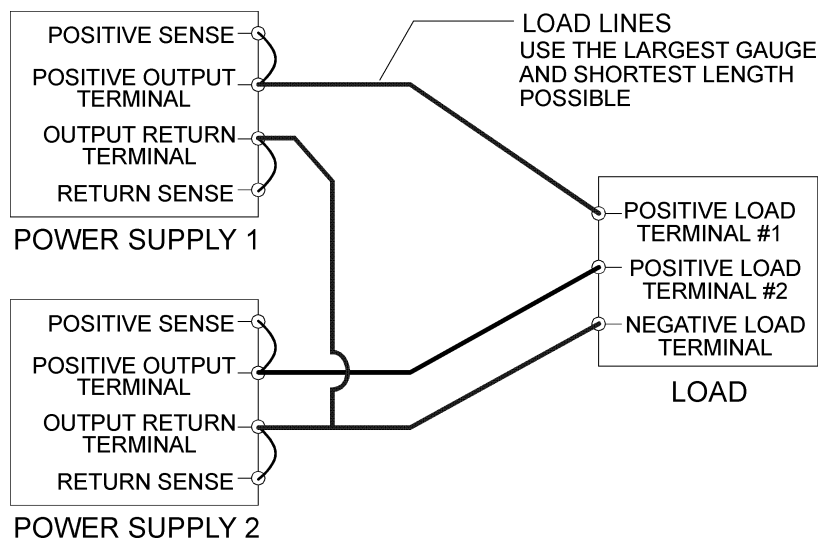 POSITIVE SENSE
POSITIVE OUTPUT
TERMINAL
OUTPUT RETURN
TERMINAL
RETURN SENSE
POWER SUPPLY 1
LOAD LINES
USE THE LARGEST GAUGE
AND SHORTEST LENGTH
POSSIBLE
POSITIVE LOAD
TERMINAL #1
POSITIVE LOAD
TERMINAL #2
NEGATIVE LOAD
TERMINAL
LOAD
POSITIVE SENSE
POSITIVE OUTPUT
TERMINAL
OUTPUT RETURN
TERMINAL
RETURN SENSE
POWER SUPPLY 2